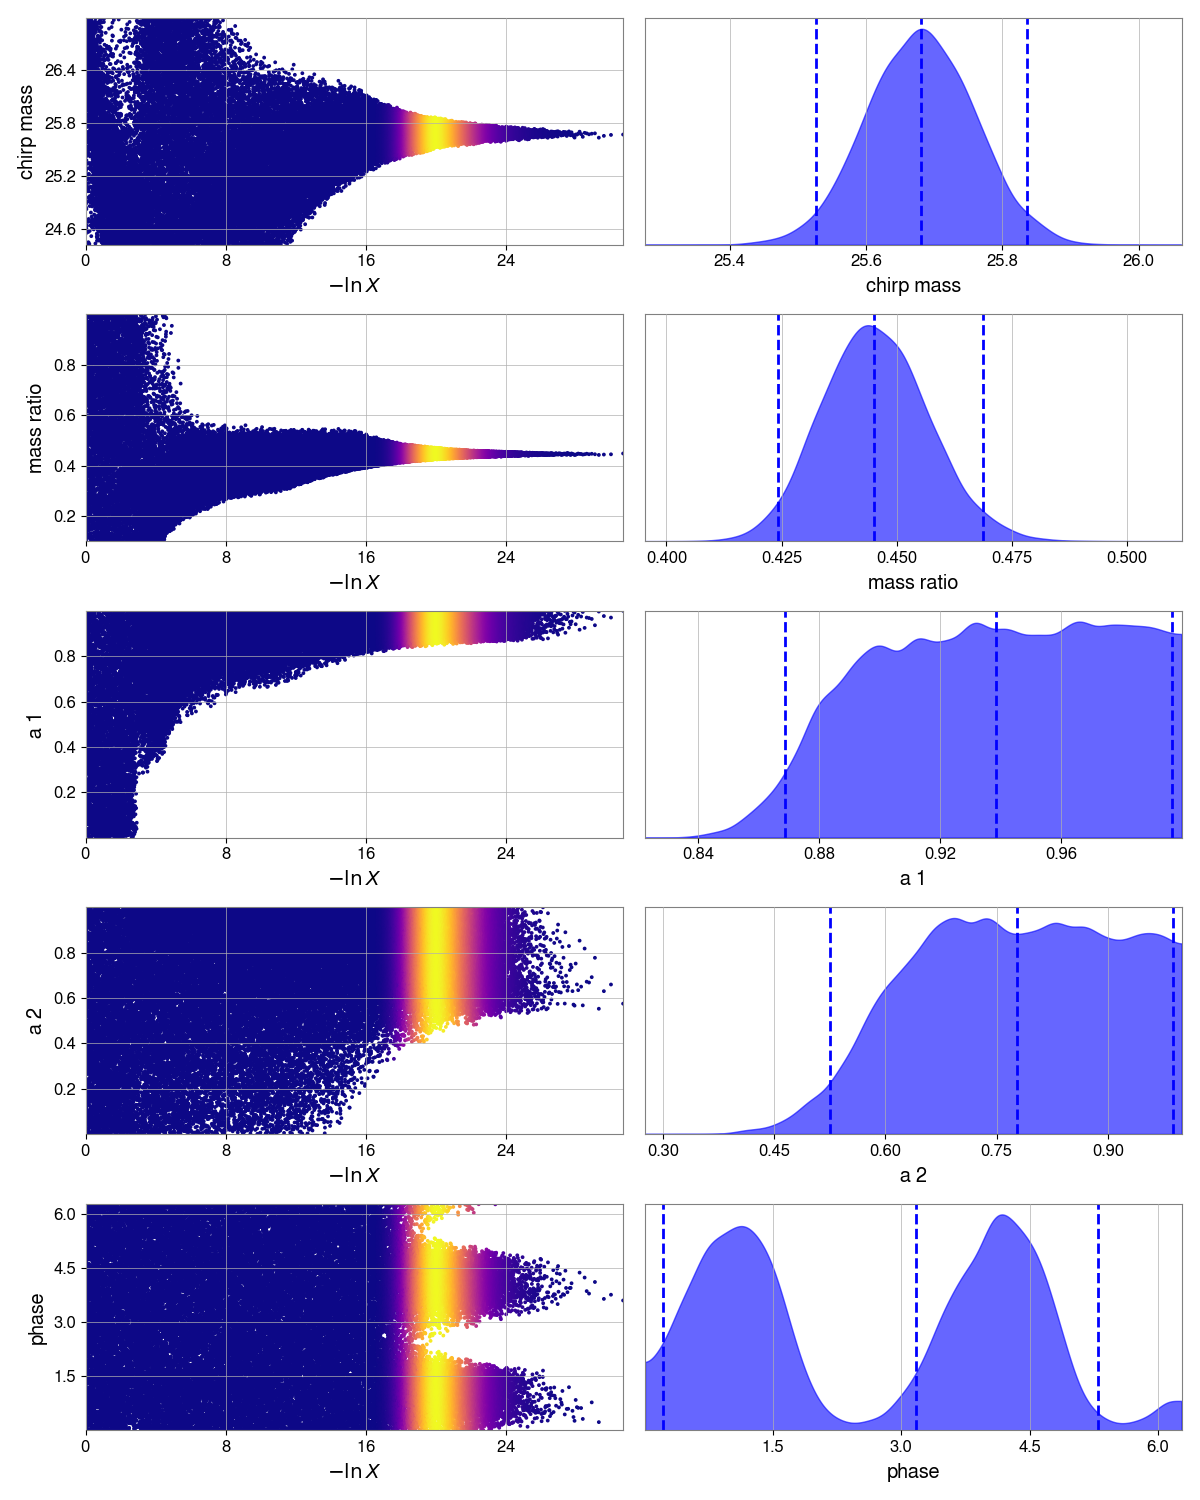 26.4
25.8
25.2
24.6
chirp mass
0 8 16 24
−ln X
25.4 25.6 25.8 26.0
chirp mass
0.8
0.6
0.4
0.2
mass ratio
0 8 16 24
−ln X
0.400 0.425 0.450 0.475 0.500
mass ratio
0.8
0.6
0.4
0.2
a 1
0 8 16 24
−ln X
0.84 0.88 0.92 0.96
a 1
0.8
0.6
0.4
0.2
a 2
0 8 16 24
−ln X
0.30 0.45 0.60 0.75 0.90
a 2
6.0
4.5
3.0
1.5
phase
0 8 16 24
−ln X
1.5 3.0 4.5 6.0
phase